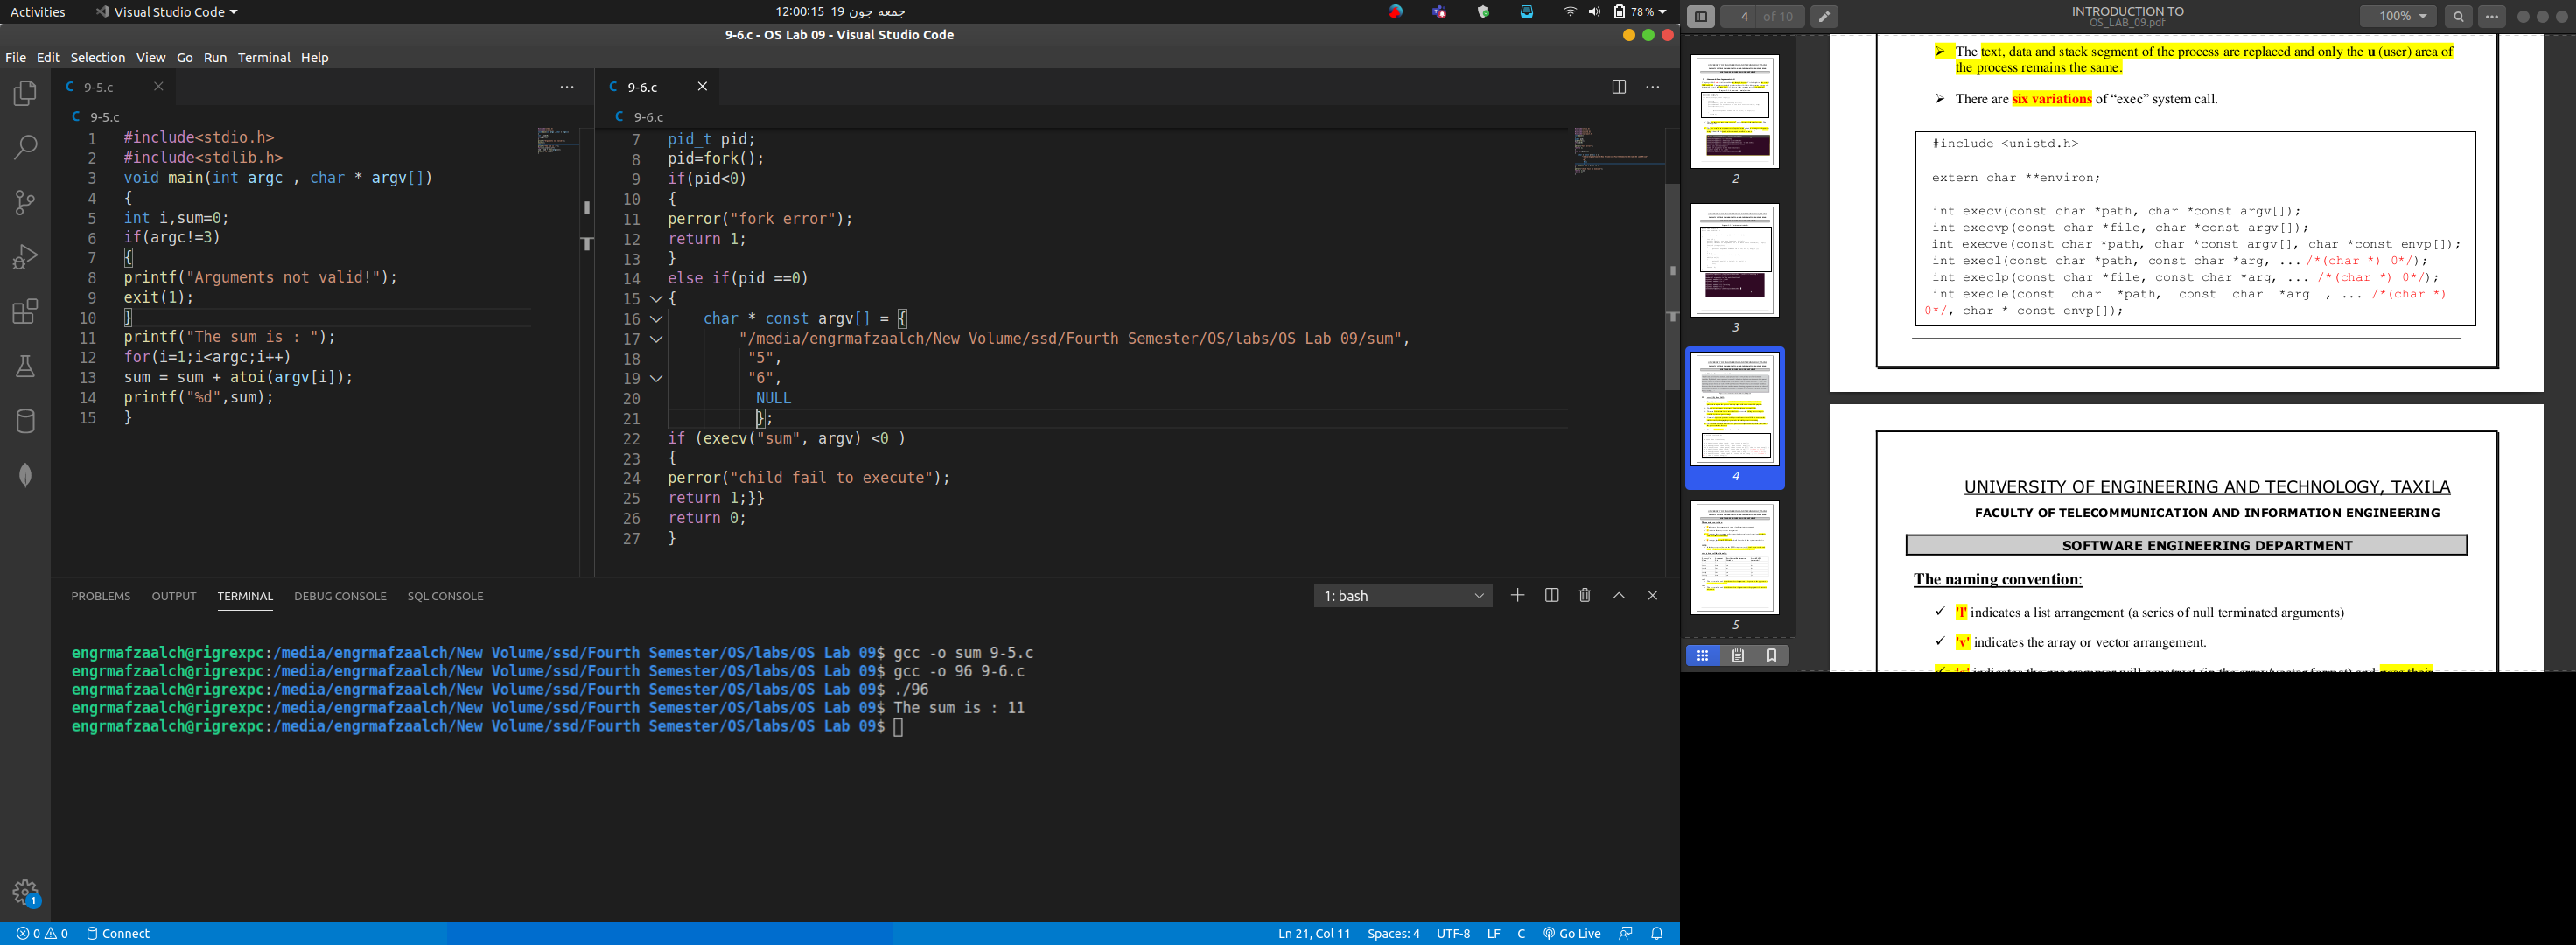 Activities
Visual Studio Code
12:00:15 19 جمعه جون
78%
9-6.c - OS Lab 09 - Visual Studio Code
File Edit Selection View Go Run Terminal Help
C 9-5.c
C 9-5.c
1 #include<stdio.h>
2 #include<stdlib.h>
3 void main(int argc , char * argv[])
4 {
5 int i,sum=0;
6 if(argc!=3)
7 {
8 printf("Arguments not valid!");
9 exit(1);
10 }
11 printf("The sum is : ");
12 for(i=1;i<argc;i++)
13 sum = sum + atoi(argv[i]);
14 printf("%d",sum);
15 }
C 9-6.c
C 9-6.c
7 pid_t pid;
8 pid=fork();
9 if(pid<0)
10 {
11 perror("fork error");
12 return 1;
13 }
14 else if(pid ==0)
15 {
16 char * const argv[] = {
17 "/media/engrmafzaalch/New Volume/ssd/Fourth Semester/OS/labs/OS Lab 09/sum",
18 "5",
19 "6",
20 NULL
21 };
22 if (execv("sum", argv) <0 )
23 {
24 perror("child fail to execute");
25 return 1;}}
26 return 0;
27 }
PROBLEMS OUTPUT TERMINAL DEBUG CONSOLE SQL CONSOLE
1: bash
engrmafzaalch@rigrexpc:/media/engrmafzaalch/New Volume/ssd/Fourth Semester/OS/labs/OS Lab 09$ gcc -o sum 9-5.c
engrmafzaalch@rigrexpc:/media/engrmafzaalch/New Volume/ssd/Fourth Semester/OS/labs/OS Lab 09$ gcc -o 96 9-6.c
engrmafzaalch@rigrexpc:/media/engrmafzaalch/New Volume/ssd/Fourth Semester/OS/labs/OS Lab 09$ ./96
engrmafzaalch@rigrexpc:/media/engrmafzaalch/New Volume/ssd/Fourth Semester/OS/labs/OS Lab 09$ The sum is : 11
engrmafzaalch@rigrexpc:/media/engrmafzaalch/New Volume/ssd/Fourth Semester/OS/labs/OS Lab 09$
1
0 0 Connect
Ln 21, Col 11 Spaces: 4 UTF-8 LF C Go Live
4 of 10
INTRODUCTION TO
OS_LAB_09.pdf
100%
2
3
4
5
The text, data and stack segment of the process are replaced and only the u (user) area of
the process remains the same.
There are six variations of “exec” system call.
#include <unistd.h>
extern char **environ;
int execv(const char *path, char *const argv[]);
int execvp(const char *file, char *const argv[]);
int execve(const char *path, char *const argv[], char *const envp[]);
int execl(const char *path, const char *arg, ... /*(char *) 0*/);
int execlp(const char *file, const char *arg, ... /*(char *) 0*/);
int execle(const char *path, const char *arg , ... /*(char *)
0*/, char * const envp[]);
UNIVERSITY OF ENGINEERING AND TECHNOLOGY, TAXILA
FACULTY OF TELECOMMUNICATION AND INFORMATION ENGINEERING
SOFTWARE ENGINEERING DEPARTMENT
The naming convention:
✓ 'l' indicates a list arrangement (a series of null terminated arguments)
✓ 'v' indicates the array or vector arrangement.